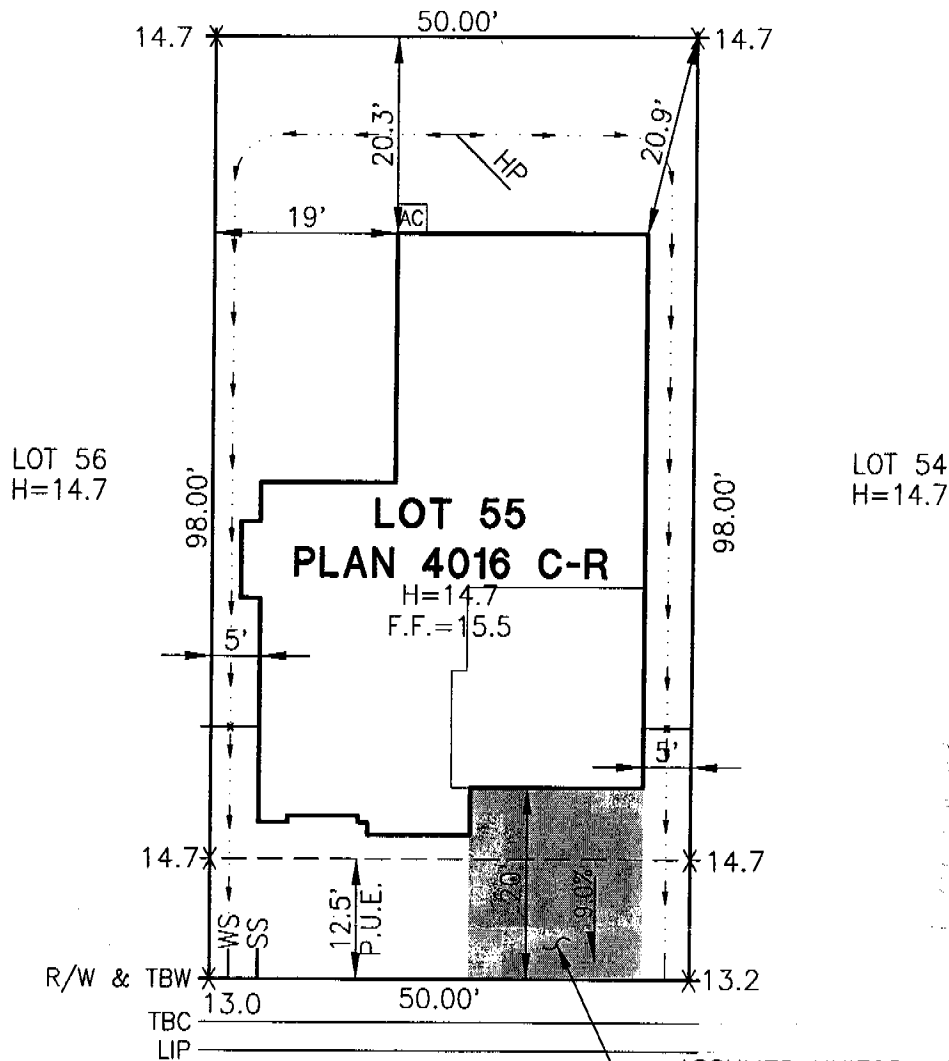 50.00'
14.7
14.7
20.3'
20.9'
HP
19'
AC
LOT 56
H=14.7
98.00'
LOT 55
PLAN 4016 C-R
H=14.7
F.F.=15.5
98.00'
LOT 54
H=14.7
5'
5'
14.7
14.7
12.5'
P.U.E.
20'
9.0%
WS
SS
R/W & TBW
13.0
50.00'
13.2
TBC
LIP